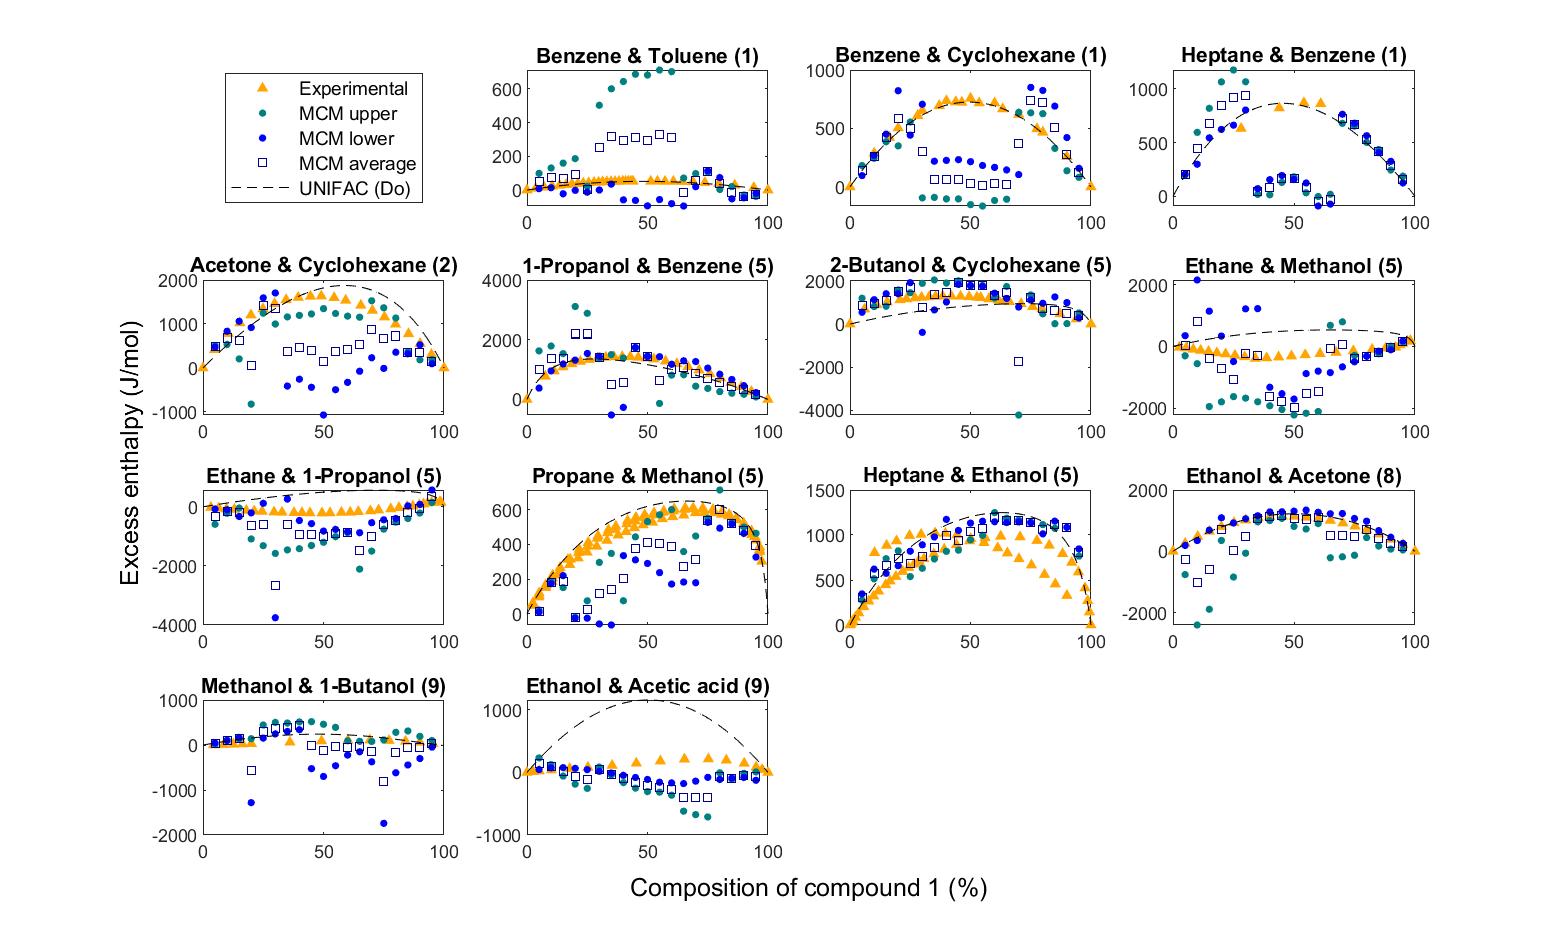 Experimental
MCM upper
MCM lower
MCM average
UNIFAC (Do)
Benzene & Toluene (1)
600
400
200
0
0 50 100
Benzene & Cyclohexane (1)
1000
500
0
0 50 100
Heptane & Benzene (1)
1000
500
0
0 50 100
Acetone & Cyclohexane (2)
2000
1000
0
-1000
0 50 100
1-Propanol & Benzene (5)
4000
2000
0
0 50 100
2-Butanol & Cyclohexane (5)
2000
0
-2000
-4000
0 50 100
Ethane & Methanol (5)
2000
0
-2000
0 50 100
Ethane & 1-Propanol (5)
0
-2000
-4000
0 50 100
Propane & Methanol (5)
600
400
200
0
0 50 100
Heptane & Ethanol (5)
1500
1000
500
0
0 50 100
Ethanol & Acetone (8)
2000
0
-2000
0 50 100
Methanol & 1-Butanol (9)
1000
0
-1000
-2000
0 50 100
Ethanol & Acetic acid (9)
1000
0
-1000
0 50 100
Excess enthalpy (J/mol)
Composition of compound 1 (%)